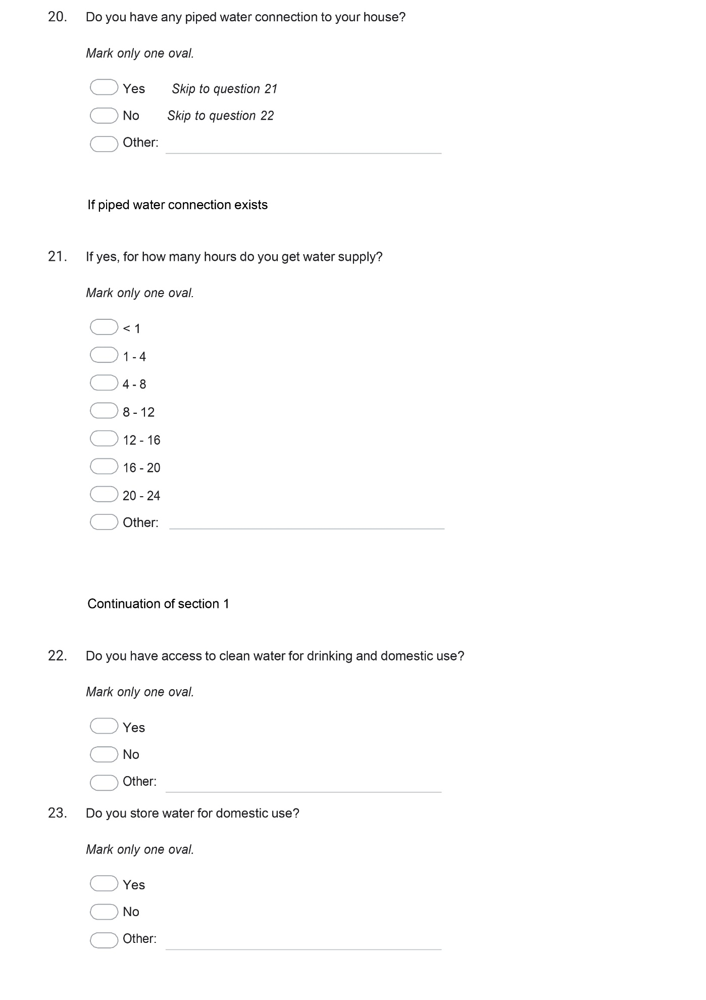 20. Do you have any piped water connection to your house?
Mark only one oval.
Yes Skip to question 21
No Skip to question 22
Other:
If piped water connection exists
21. If yes, for how many hours do you get water supply?
Mark only one oval.
< 1
1 - 4
4 - 8
8 - 12
12 - 16
16 - 20
20 - 24
Other:
Continuation of section 1
22. Do you have access to clean water for drinking and domestic use?
Mark only one oval.
Yes
No
Other:
23. Do you store water for domestic use?
Mark only one oval.
Yes
No
Other: